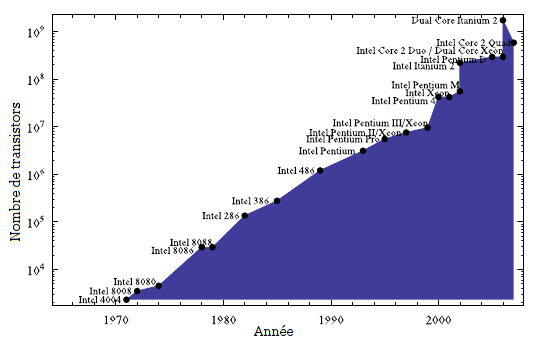 Dual Core Itanium 2
10⁹
Intel Core 2 Quad
Intel Core 2 Duo / Dual Core Xeon
Intel Pentium D
Intel Itanium 2
10⁸
Intel Pentium M
Intel Xeon
Intel Pentium 4
10⁷
Intel Pentium III/Xeon
Intel Pentium II/Xeon
Intel Pentium Pro
Intel Pentium
10⁶
Intel 486
Intel 386
Intel 286
10⁵
Intel 8088
Intel 8086
10⁴
Intel 8080
Intel 8008
Intel 4004
Nombre de transistors
1970 1980 1990 2000
Année